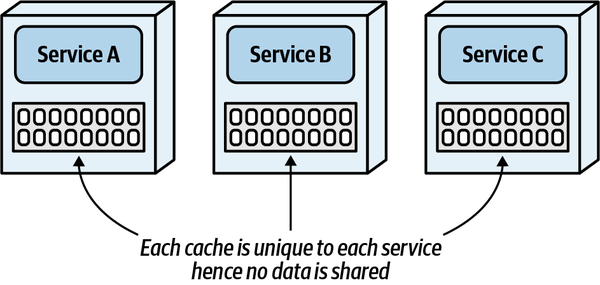 Service A
Service B
Service C
Each cache is unique to each service
hence no data is shared